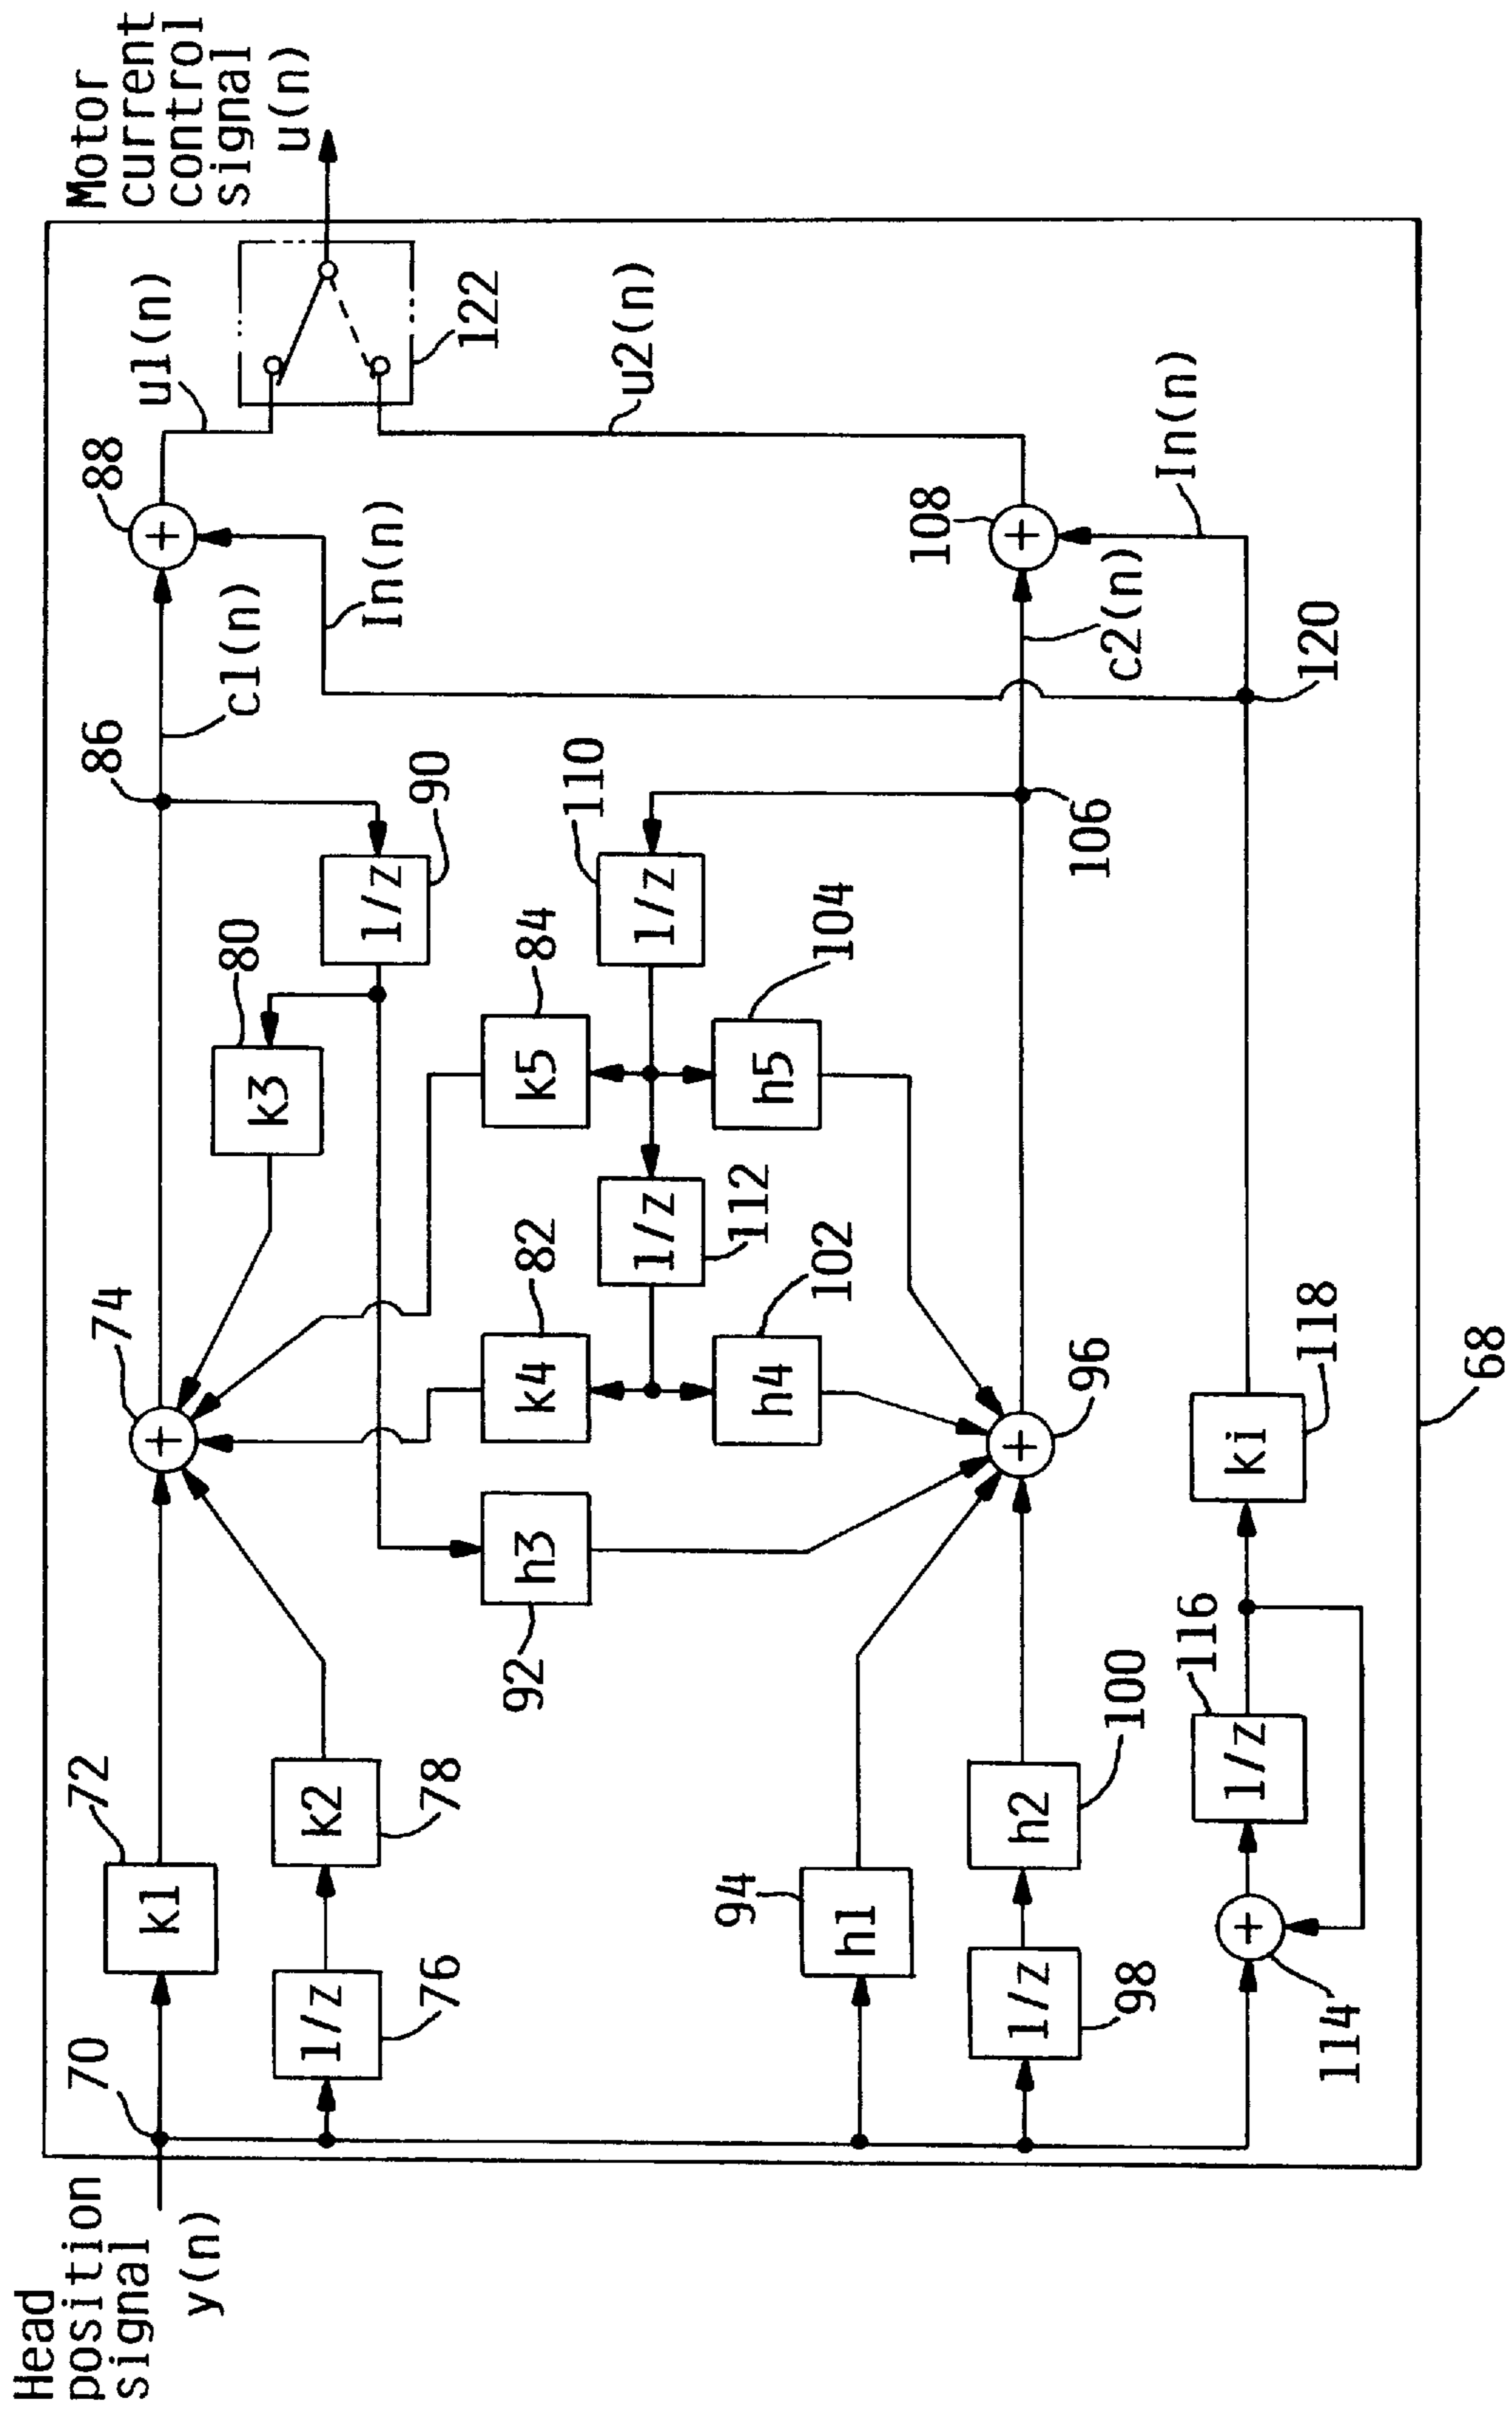 Head
position
signal
y(n)
70
72
k1
1/z
76
k2
78
74
86
c1(n)
88
u1(n)
Motor
current
control
signal
u(n)
122
k3
80
1/z
90
In(n)
h3
92
k4
82
k5
84
1/z
112
1/z
110
u2(n)
h4
102
h5
104
94
h1
1/z
98
h2
100
96
106
c2(n)
108
In(n)
114
1/z
116
ki
118
120
68